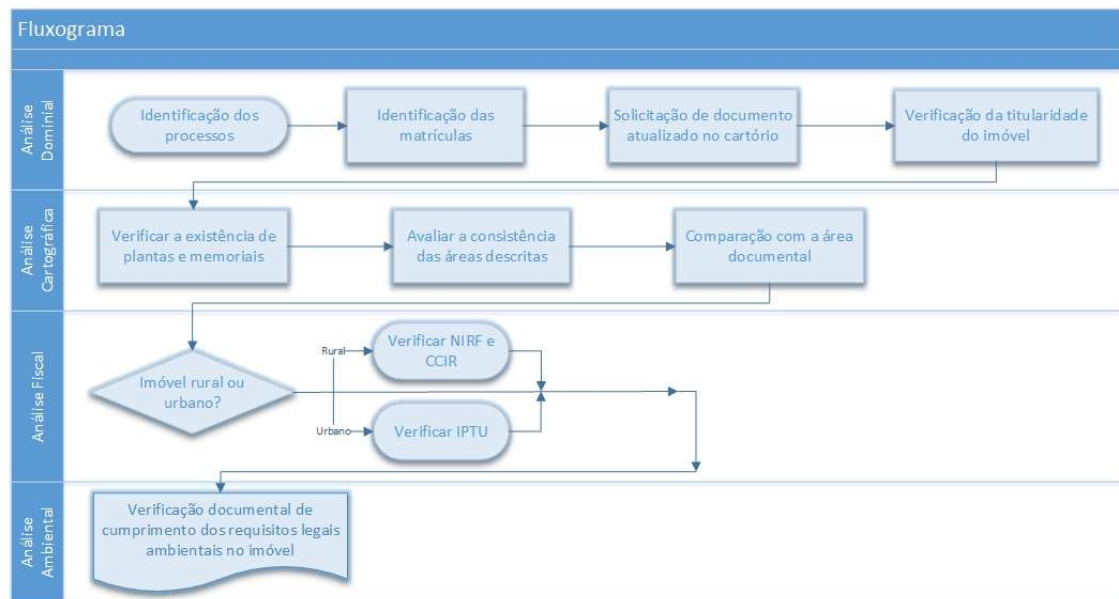 Fluxograma
Análise
Dominial
Identificação dos
processos
Identificação das
matrículas
Solicitação de documento
atualizado no cartório
Verificação da titularidade
do imóvel
Análise
Cartográfica
Verificar a existência de
plantas e memoriais
Avaliar a consistência
das áreas descritas
Comparação com a área
documental
Análise Fiscal
Imóvel rural ou
urbano?
Rural
Verificar NIRF e
CCIR
Urbano
Verificar IPTU
Análise
Ambiental
Verificação documental de
cumprimento dos requisitos legais
ambientais no imóvel